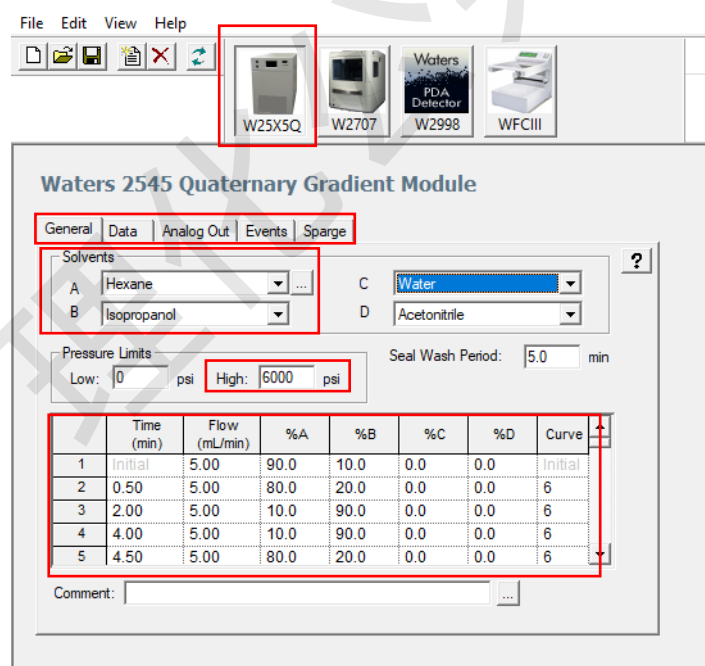 File Edit View Help
Waters
PDA
Detector
W25X5Q W2707 W2998 WFCIII
Waters 2545 Quaternary Gradient Module
General Data Analog Out Events Sparge
Solvents
?
A Hexane ... C Water
B Isopropanol D Acetonitrile
Pressure Limits
Low: 0 psi High: 6000 psi Seal Wash Period: 5.0 min
Time (min) Flow (mL/min) %A %B %C %D Curve
1 Initial 5.00 90.0 10.0 0.0 0.0 Initial
2 0.50 5.00 80.0 20.0 0.0 0.0 6
3 2.00 5.00 10.0 90.0 0.0 0.0 6
4 4.00 5.00 10.0 90.0 0.0 0.0 6
5 4.50 5.00 80.0 20.0 0.0 0.0 6
Comment: ...
理化公